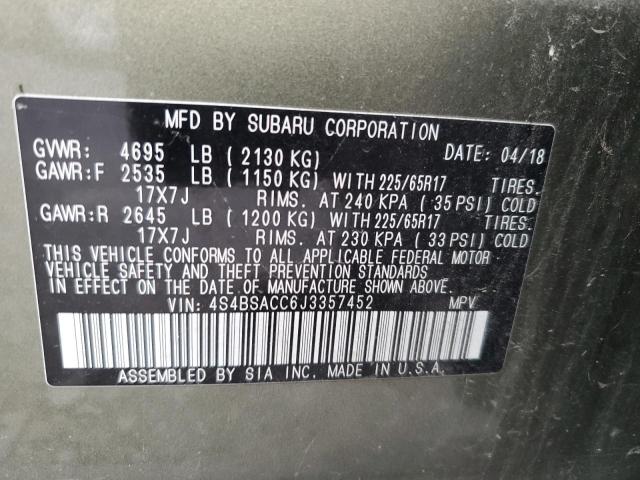 MFD BY SUBARU CORPORATION
GVWR: 4695 LB ( 2130 KG) DATE: 04/18
GAWR:F 2535 LB ( 1150 KG) WITH 225/65R17 TIRES.
17X7J RIMS. AT 240 KPA ( 35 PSI) COLD
GAWR:R 2645 LB ( 1200 KG) WITH 225/65R17 TIRES.
17X7J RIMS. AT 230 KPA ( 33 PSI) COLD
THIS VEHICLE CONFORMS TO ALL APPLICABLE FEDERAL MOTOR
VEHICLE SAFETY AND THEFT PREVENTION STANDARDS
IN EFFECT ON THE DATE OF MANUFACTURE SHOWN ABOVE.
VIN: 4S4BSACC6J3357452 MPV
ASSEMBLED BY SIA INC. MADE IN U.S.A.